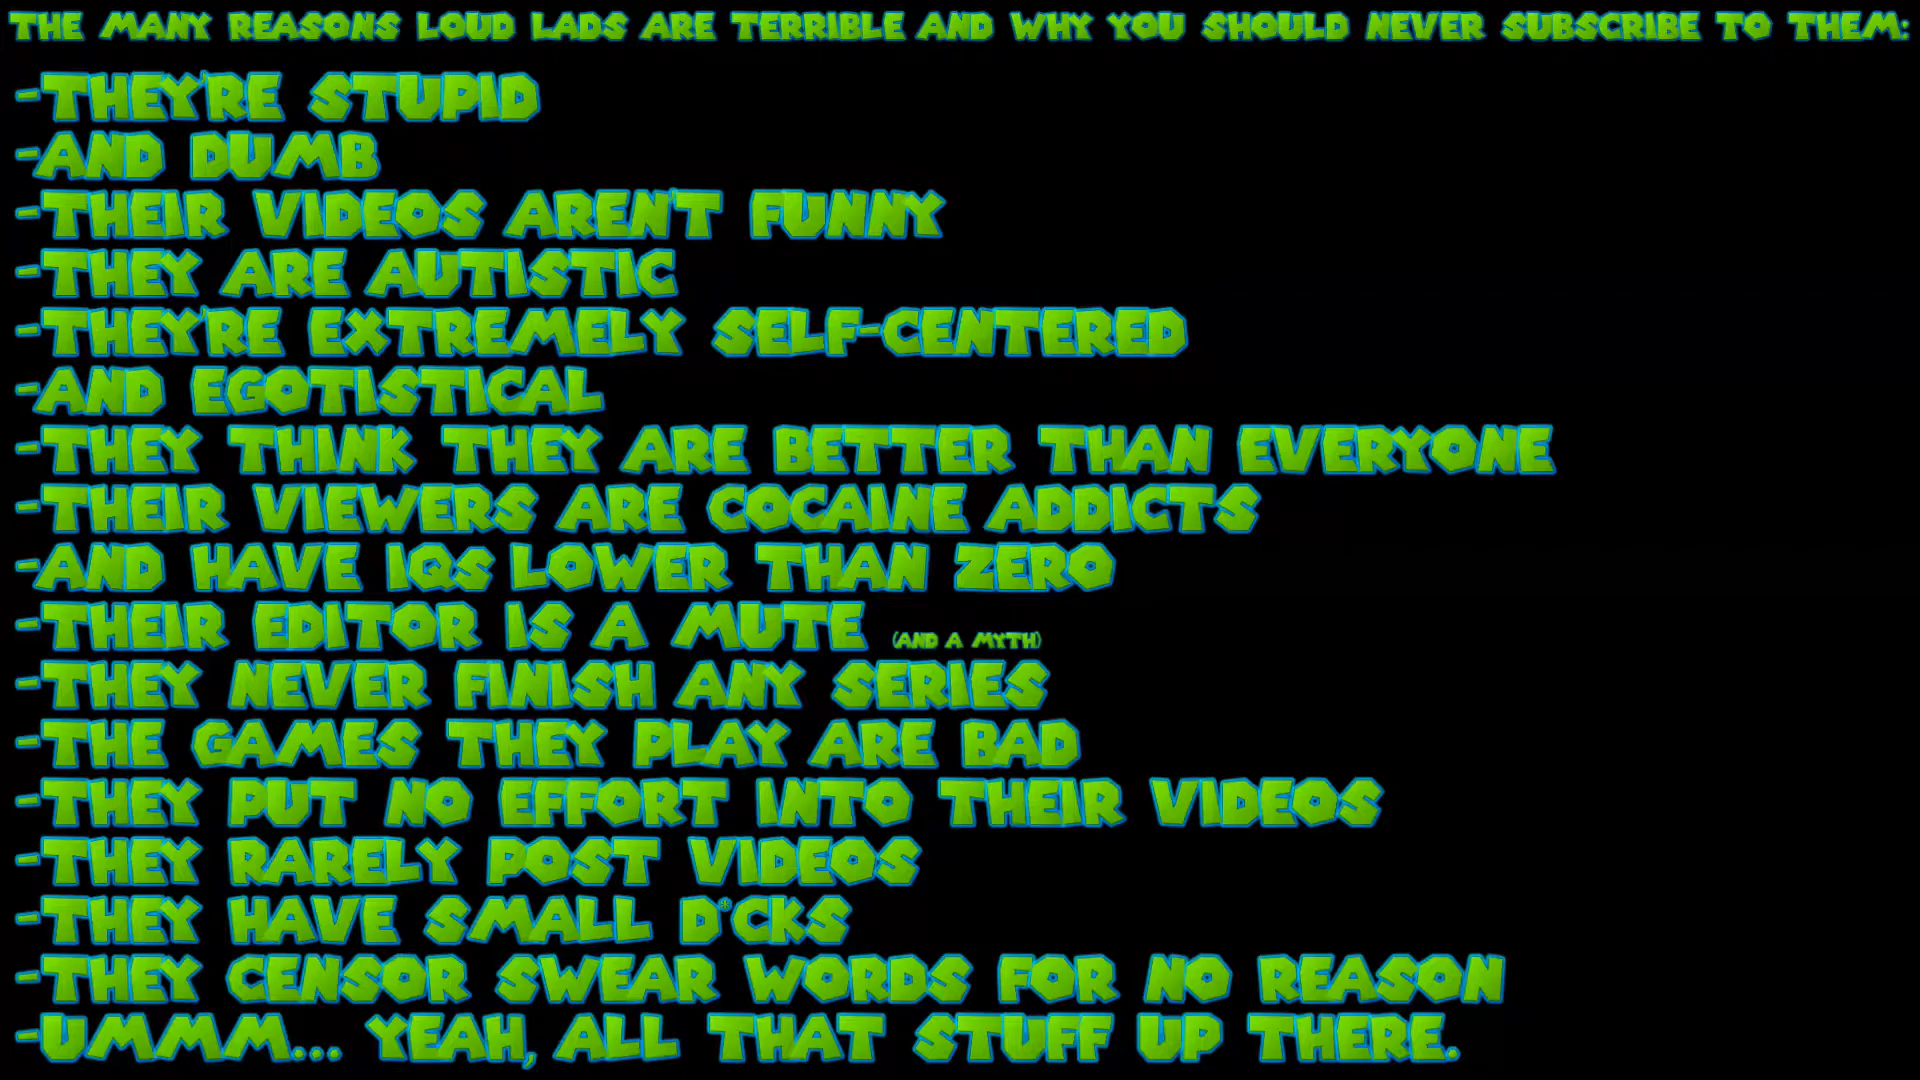 THE MANY REASONS LOUD LADS ARE TERRIBLE AND WHY YOU SHOULD NEVER SUBSCRIBE TO THEM:
-THEY'RE STUPID
-AND DUMB
-THEIR VIDEOS AREN'T FUNNY
-THEY ARE AUTISTIC
-THEY'RE EXTREMELY SELF-CENTERED
-AND EGOTISTICAL
-THEY THINK THEY ARE BETTER THAN EVERYONE
-THEIR VIEWERS ARE COCAINE ADDICTS
-AND HAVE IQS LOWER THAN ZERO
-THEIR EDITOR IS A MUTE (AND A MYTH)
-THEY NEVER FINISH ANY SERIES
-THE GAMES THEY PLAY ARE BAD
-THEY PUT NO EFFORT INTO THEIR VIDEOS
-THEY RARELY POST VIDEOS
-THEY HAVE SMALL D*CKS
-THEY CENSOR SWEAR WORDS FOR NO REASON
-UMMM... YEAH, ALL THAT STUFF UP THERE.